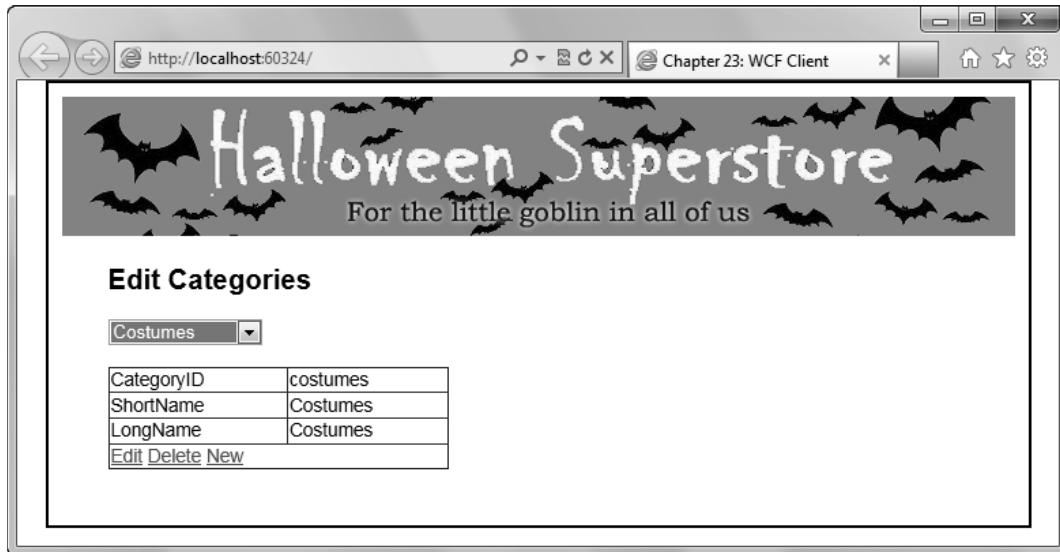 http://localhost:60324/
Chapter 23: WCF Client
Halloween Superstore
For the little goblin in all of us
Edit Categories
Costumes
CategoryID costumes
ShortName Costumes
LongName Costumes
Edit Delete New